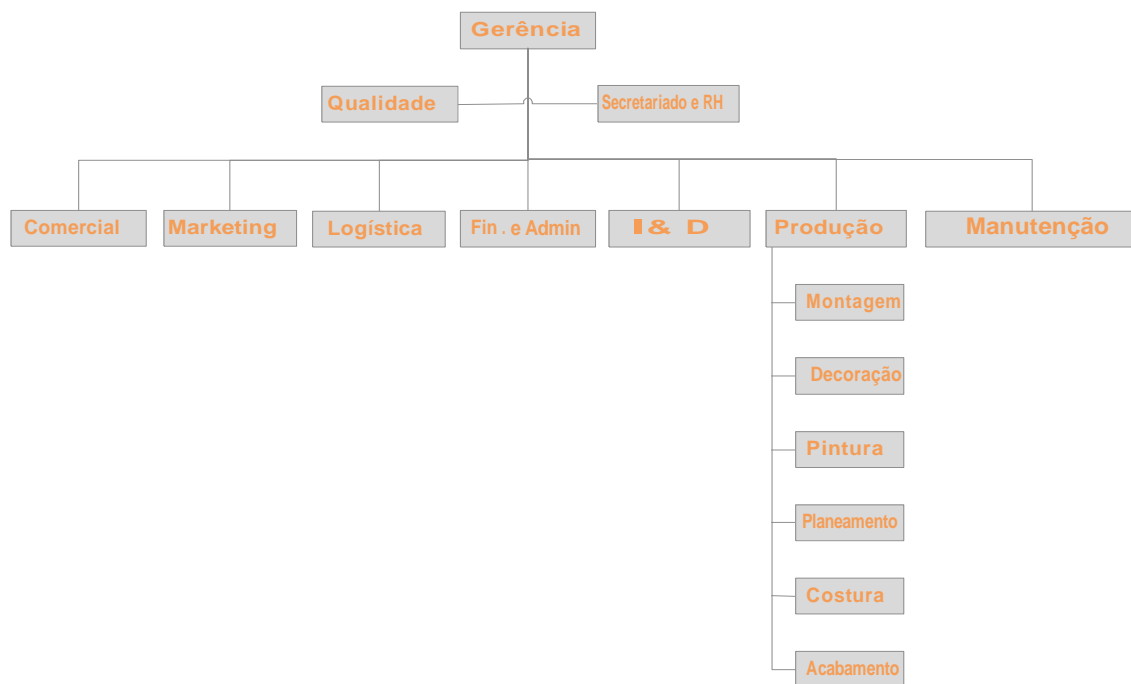 Gerência
Qualidade
Secretariado e RH
Comercial
Marketing
Logística
Fin . e Admin
I & D
Produção
Manutenção
Montagem
Decoração
Pintura
Planeamento
Costura
Acabamento